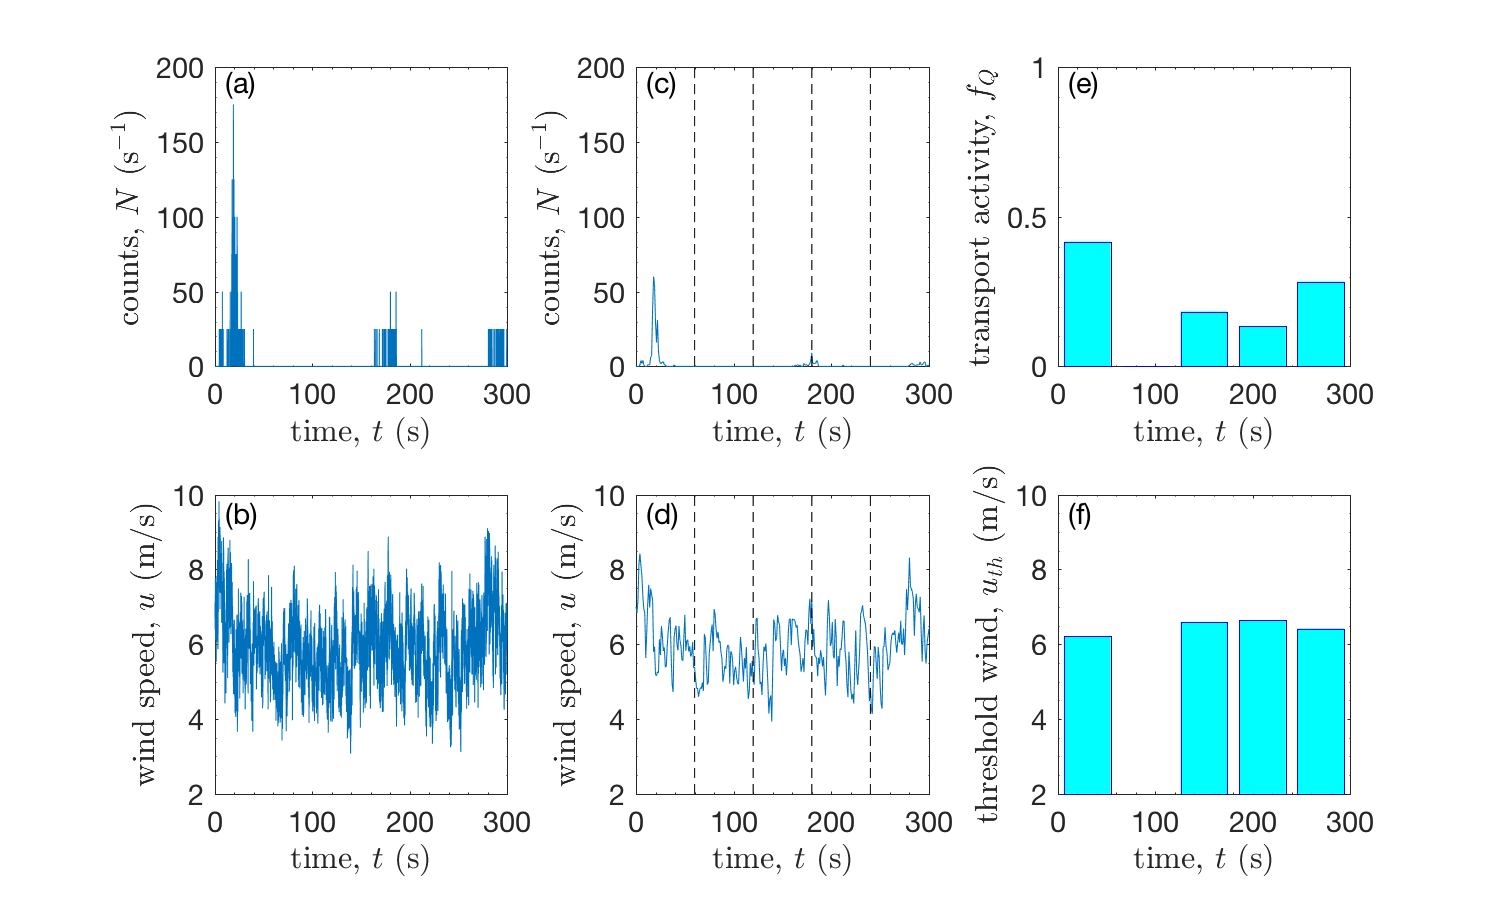 (a)
200
150
100
50
0
0 100 200 300
counts, N (s⁻¹)
time, t (s)
(c)
200
150
100
50
0
0 100 200 300
counts, N (s⁻¹)
time, t (s)
(e)
1
0.5
0
0 100 200 300
transport activity, f_Q
time, t (s)
(b)
10
8
6
4
2
0 100 200 300
wind speed, u (m/s)
time, t (s)
(d)
10
8
6
4
2
0 100 200 300
wind speed, u (m/s)
time, t (s)
(f)
10
8
6
4
2
0 100 200 300
threshold wind, u_th (m/s)
time, t (s)